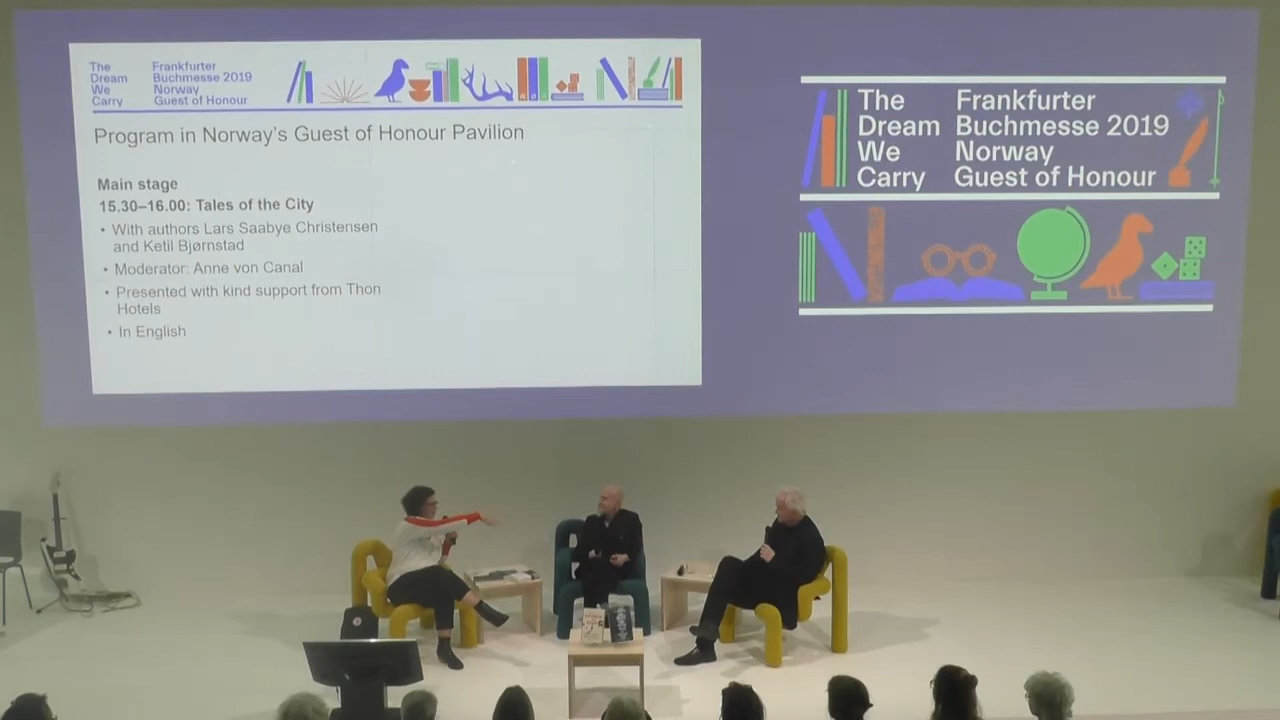 The
Dream
We
Carry
Frankfurter
Buchmesse 2019
Norway
Guest of Honour
Program in Norway's Guest of Honour Pavilion
Main stage
15.30–16.00: Tales of the City
• With authors Lars Saabye Christensen
and Ketil Bjørnstad
• Moderator: Anne von Canal
• Presented with kind support from Thon
Hotels
• In English
The
Dream
We
Carry
Frankfurter
Buchmesse 2019
Norway
Guest of Honour